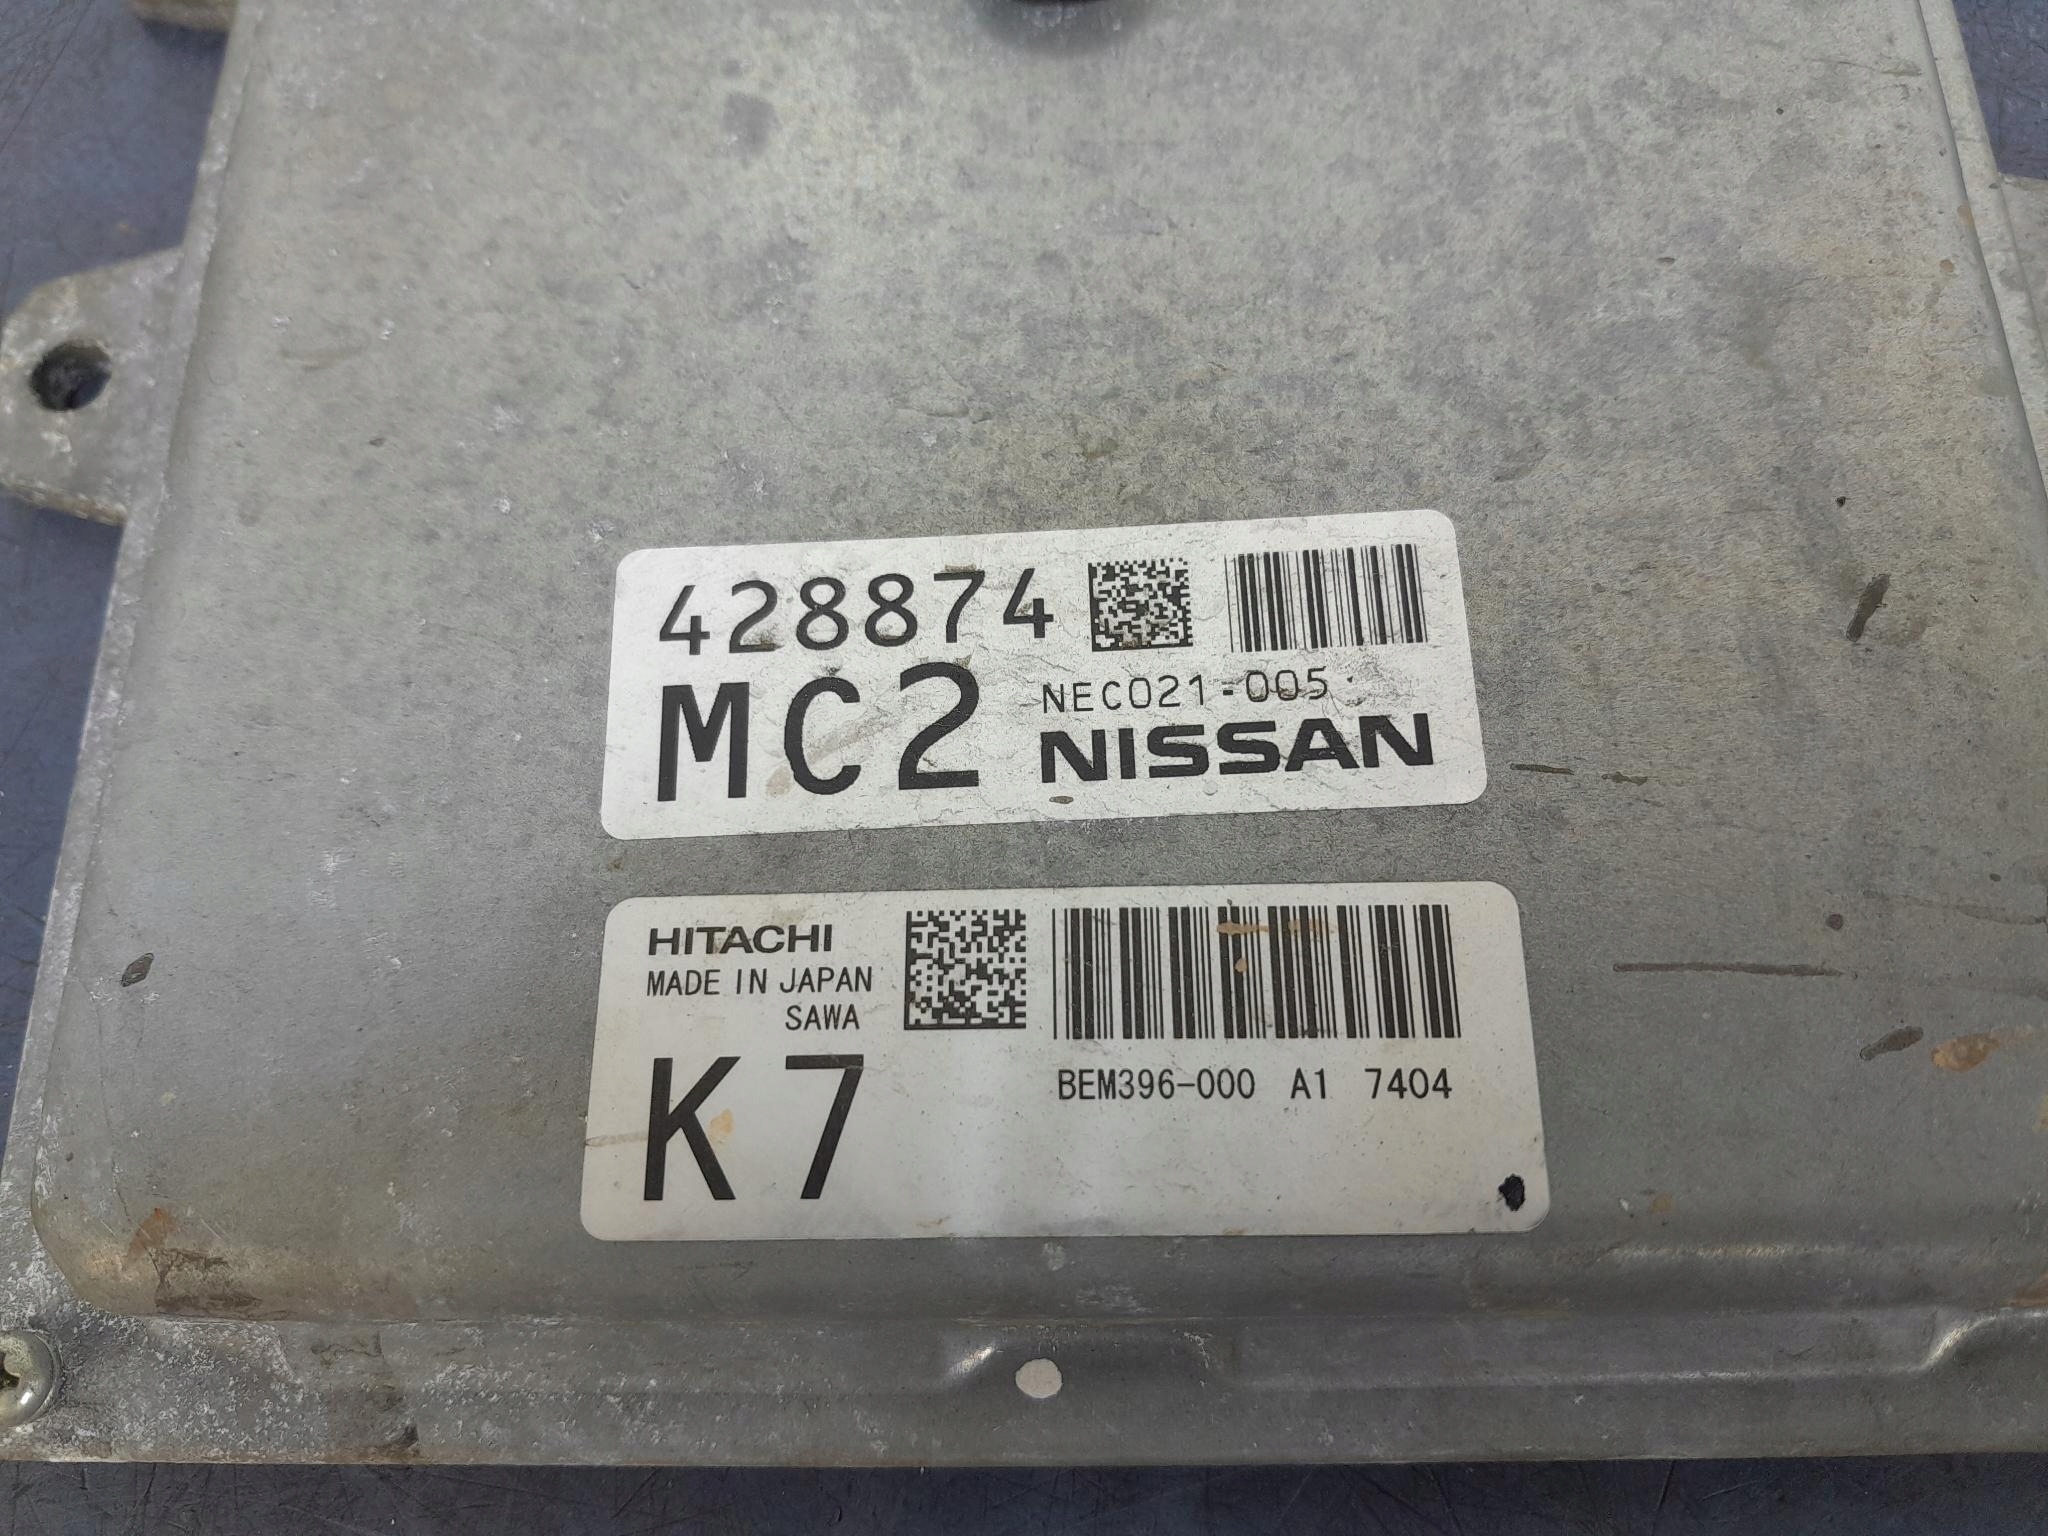 428874
MC2
NEC021-005
NISSAN
HITACHI
MADE IN JAPAN
SAWA
K7
BEM396-000 A1 7404